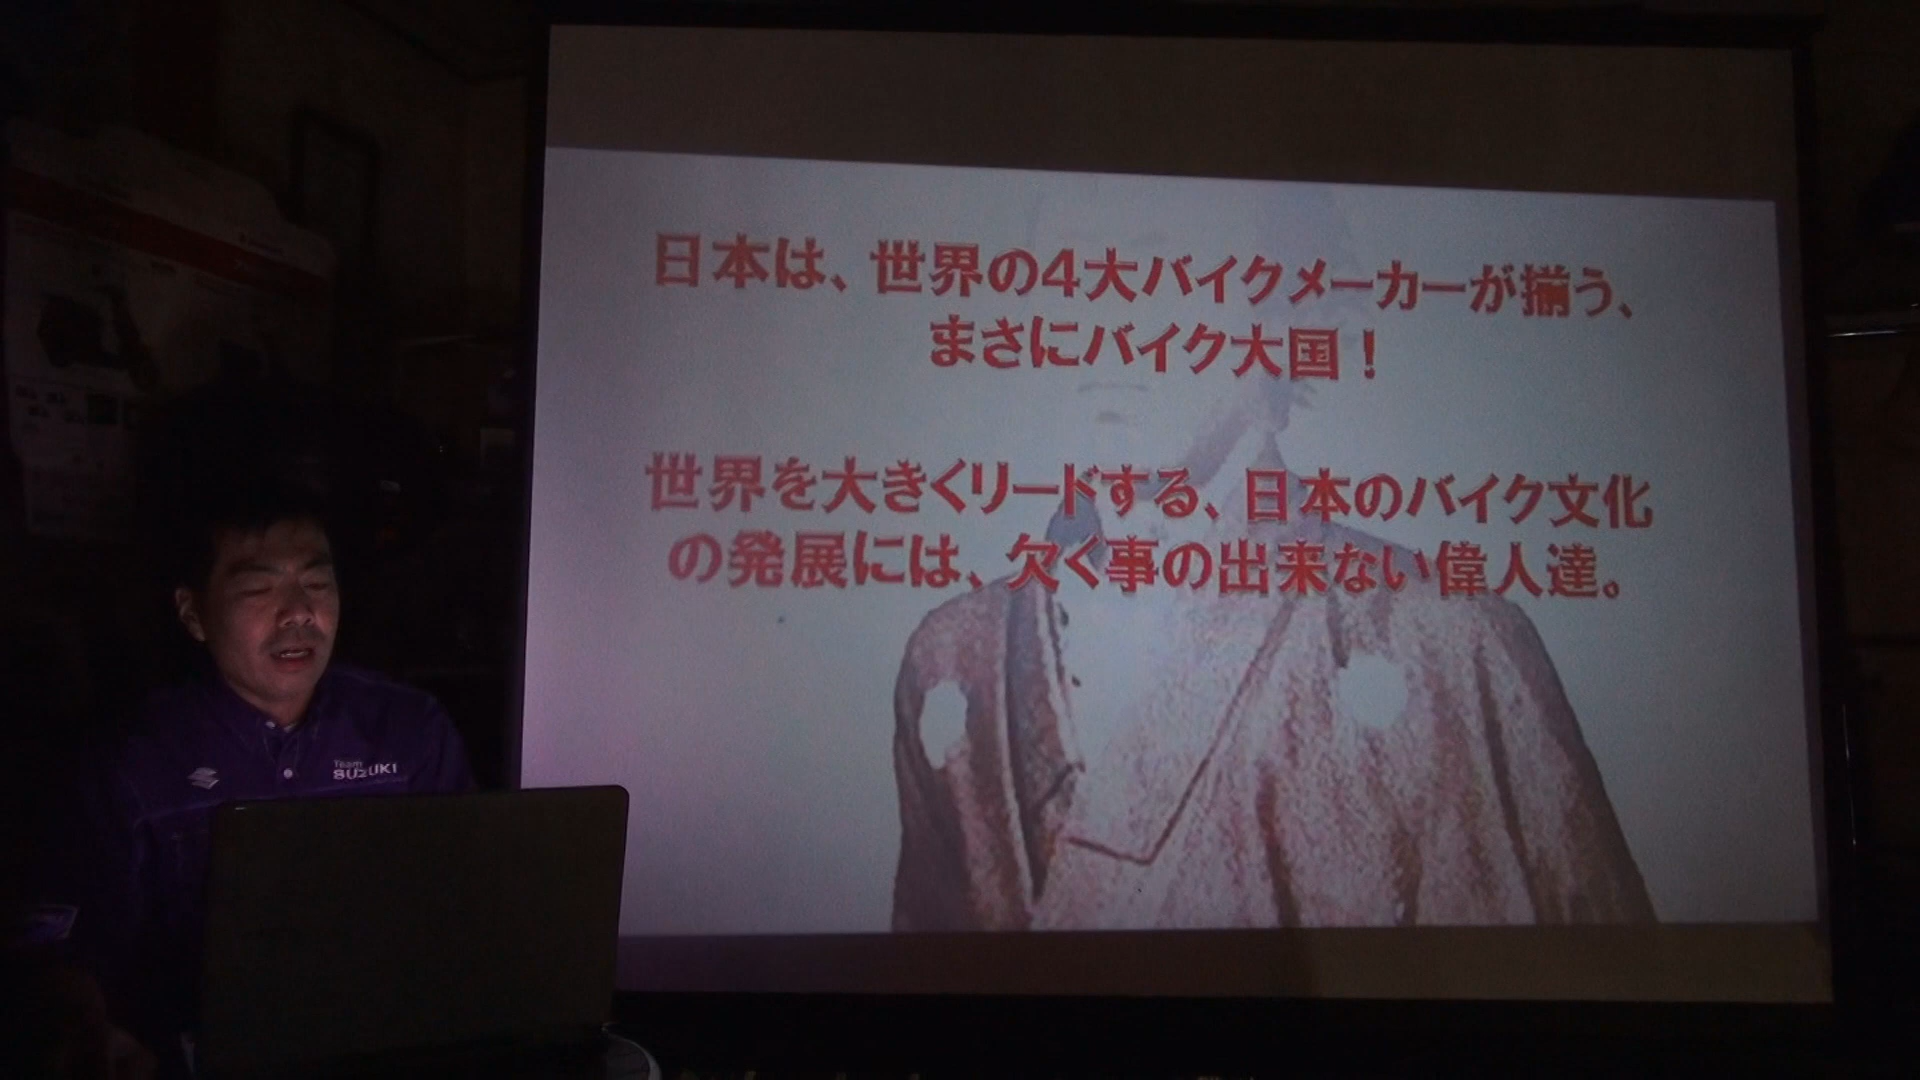 日本は、世界の4大バイクメーカーが揃う、
まさにバイク大国！
世界を大きくリードする、日本のバイク文化
の発展には、欠く事の出来ない偉人達。
Team
SUZUKI